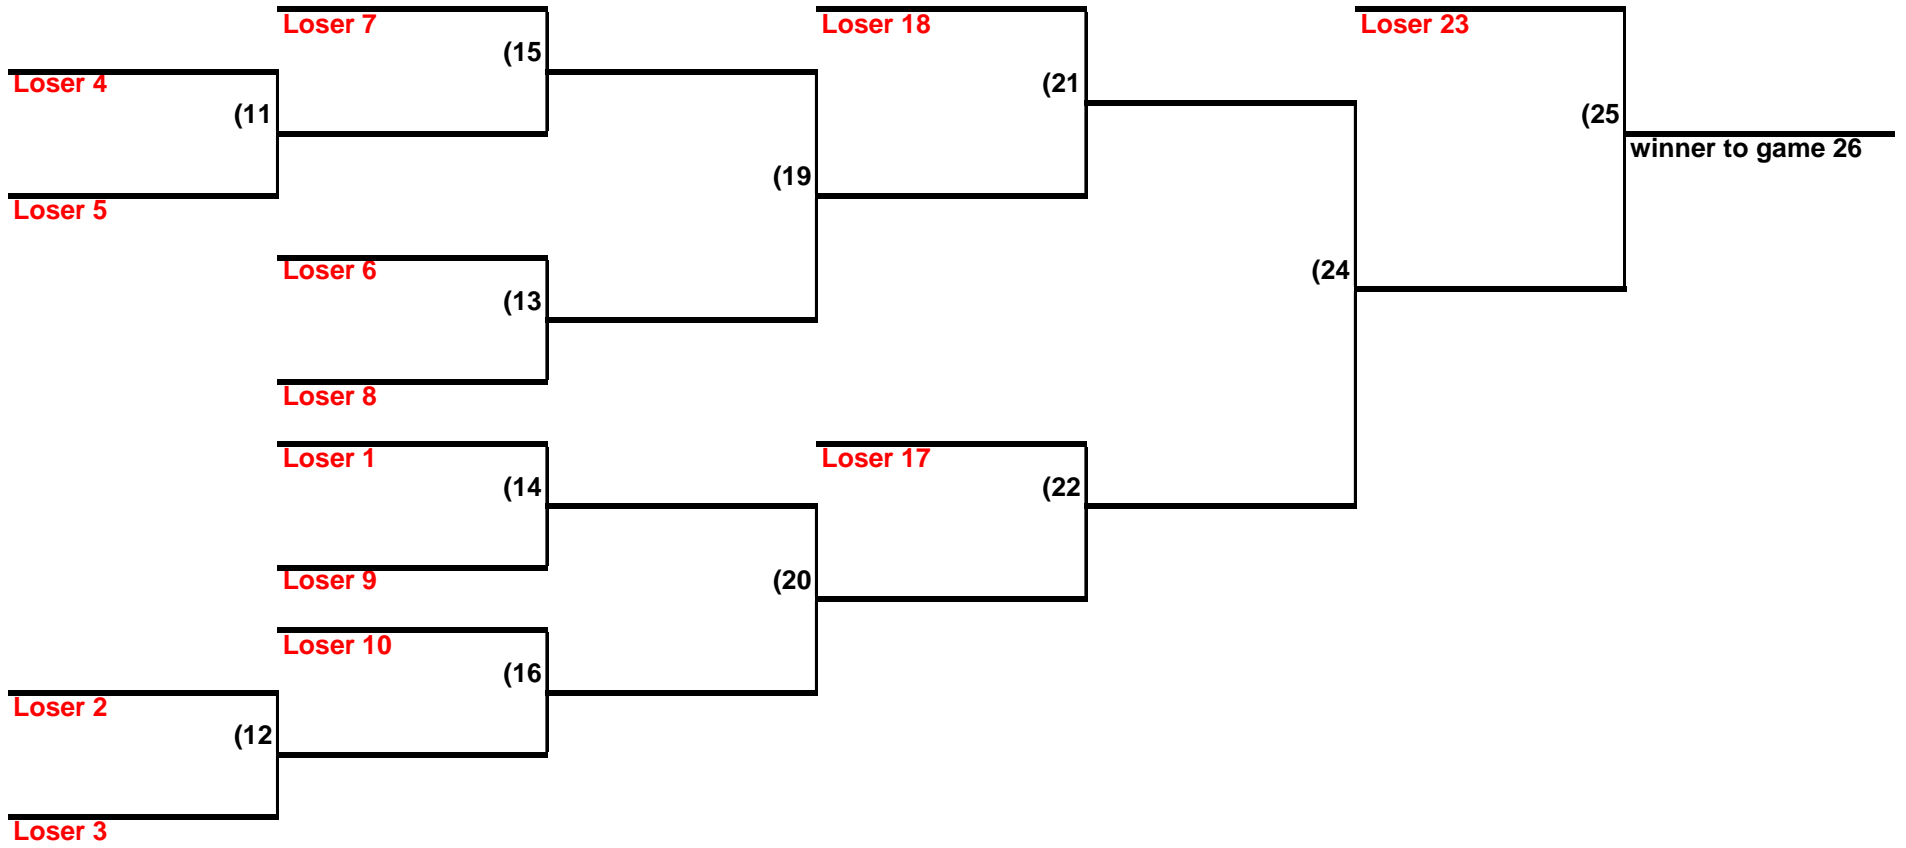 Loser 7
Loser 18
Loser 23
(15
Loser 4
(21
(11
(25
winner to game 26
(19
Loser 5
Loser 6
(24
(13
Loser 8
Loser 1
Loser 17
(14
(22
Loser 9
(20
Loser 10
(16
Loser 2
(12
Loser 3